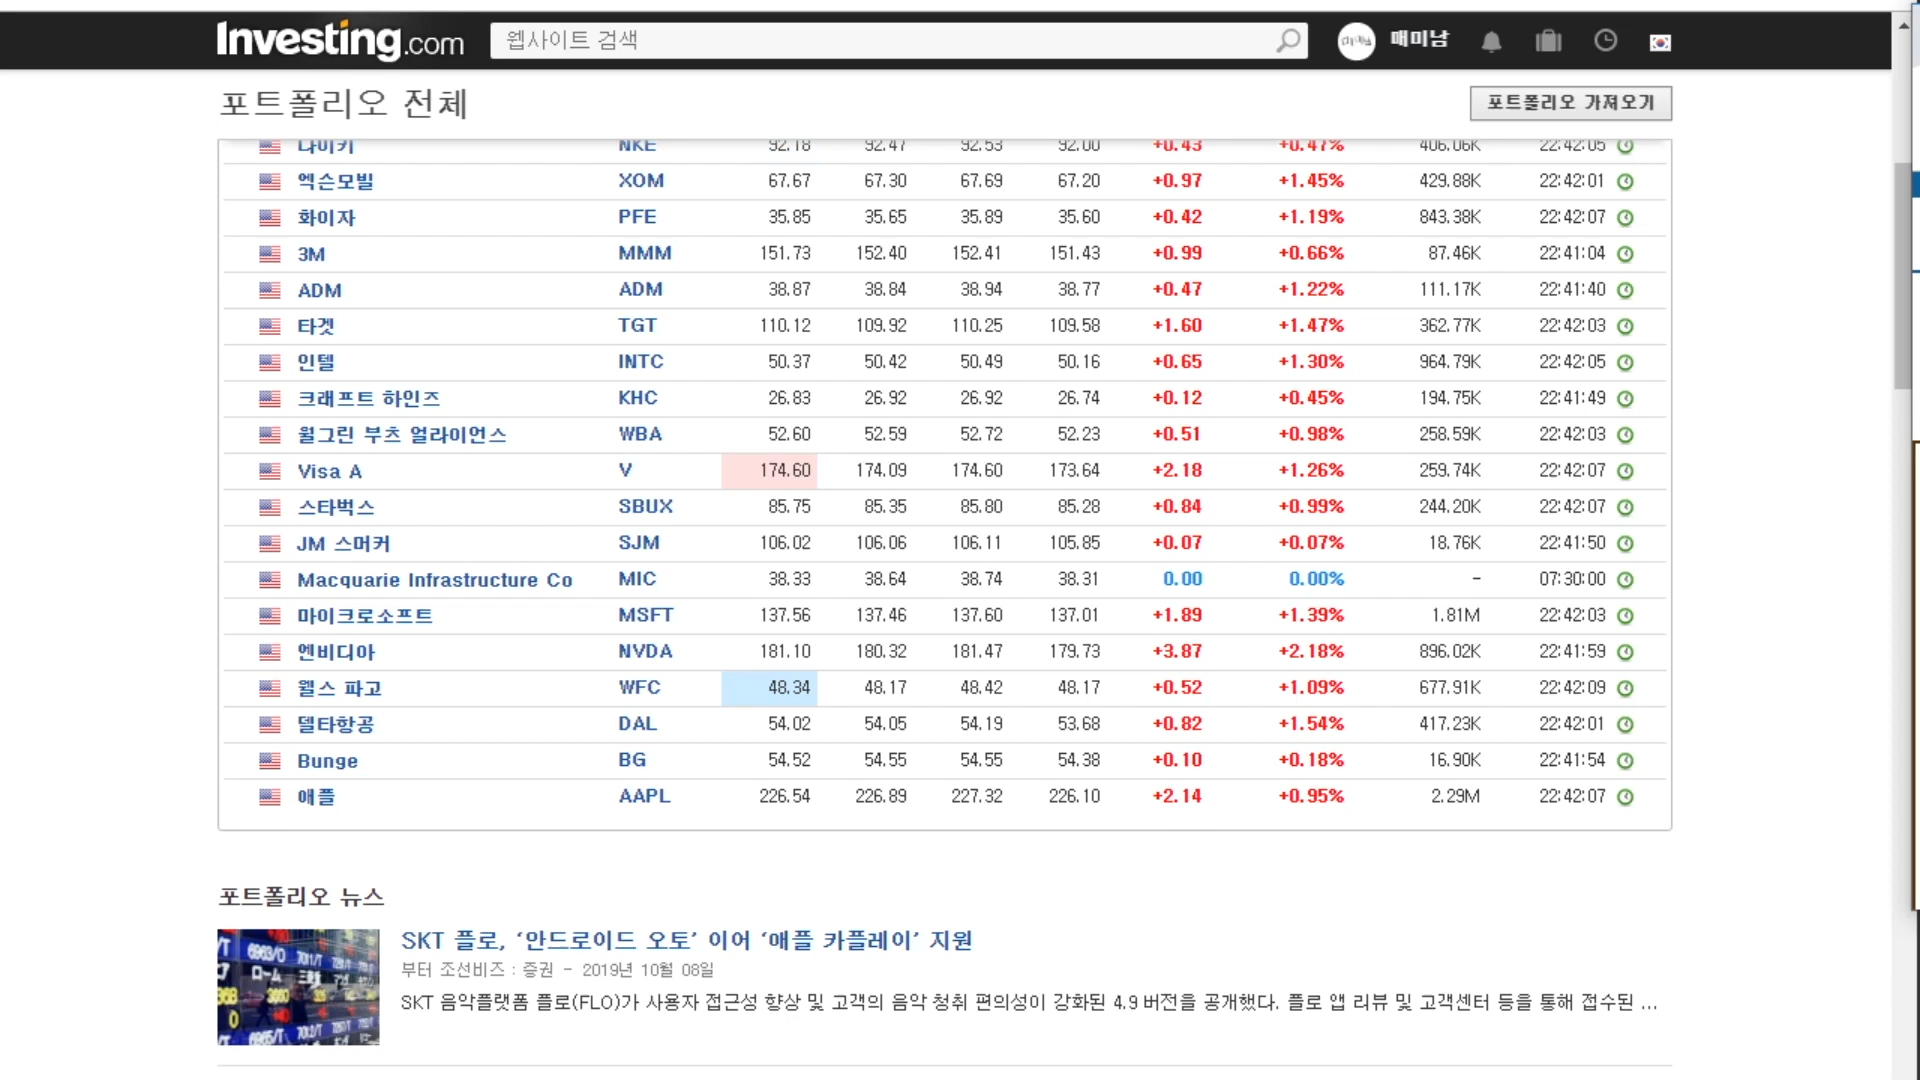 Investing.com
웹사이트 검색
매미남
포트폴리오 전체
포트폴리오 가져오기
나이키 NKE 92.18 92.47 92.53 92.00 +0.43 +0.47% 406.06K 22:42:05
엑슨모빌 XOM 67.67 67.30 67.69 67.20 +0.97 +1.45% 429.88K 22:42:01
화이자 PFE 35.85 35.65 35.89 35.60 +0.42 +1.19% 843.38K 22:42:07
3M MMM 151.73 152.40 152.41 151.43 +0.99 +0.66% 87.46K 22:41:04
ADM ADM 38.87 38.84 38.94 38.77 +0.47 +1.22% 111.17K 22:41:40
타겟 TGT 110.12 109.92 110.25 109.58 +1.60 +1.47% 362.77K 22:42:03
인텔 INTC 50.37 50.42 50.49 50.16 +0.65 +1.30% 964.79K 22:42:05
크래프트 하인즈 KHC 26.83 26.92 26.92 26.74 +0.12 +0.45% 194.75K 22:41:49
월그린 부츠 얼라이언스 WBA 52.60 52.59 52.72 52.23 +0.51 +0.98% 258.59K 22:42:03
Visa A V 174.60 174.09 174.60 173.64 +2.18 +1.26% 259.74K 22:42:07
스타벅스 SBUX 85.75 85.35 85.80 85.28 +0.84 +0.99% 244.20K 22:42:07
JM 스머커 SJM 106.02 106.06 106.11 105.85 +0.07 +0.07% 18.76K 22:41:50
Macquarie Infrastructure Co MIC 38.33 38.64 38.74 38.31 0.00 0.00% - 07:30:00
마이크로소프트 MSFT 137.56 137.46 137.60 137.01 +1.89 +1.39% 1.81M 22:42:03
엔비디아 NVDA 181.10 180.32 181.47 179.73 +3.87 +2.18% 896.02K 22:41:59
웰스 파고 WFC 48.34 48.17 48.42 48.17 +0.52 +1.09% 677.91K 22:42:09
델타항공 DAL 54.02 54.05 54.19 53.68 +0.82 +1.54% 417.23K 22:42:01
Bunge BG 54.52 54.55 54.55 54.38 +0.10 +0.18% 16.90K 22:41:54
애플 AAPL 226.54 226.89 227.32 226.10 +2.14 +0.95% 2.29M 22:42:07
포트폴리오 뉴스
SKT 플로, ‘안드로이드 오토’ 이어 ‘애플 카플레이’ 지원
부터 조선비즈 : 증권 - 2019년 10월 08일
SKT 음악플랫폼 플로(FLO)가 사용자 접근성 향상 및 고객의 음악 청취 편의성이 강화된 4.9 버전을 공개했다. 플로 앱 리뷰 및 고객센터 등을 통해 접수된 ...